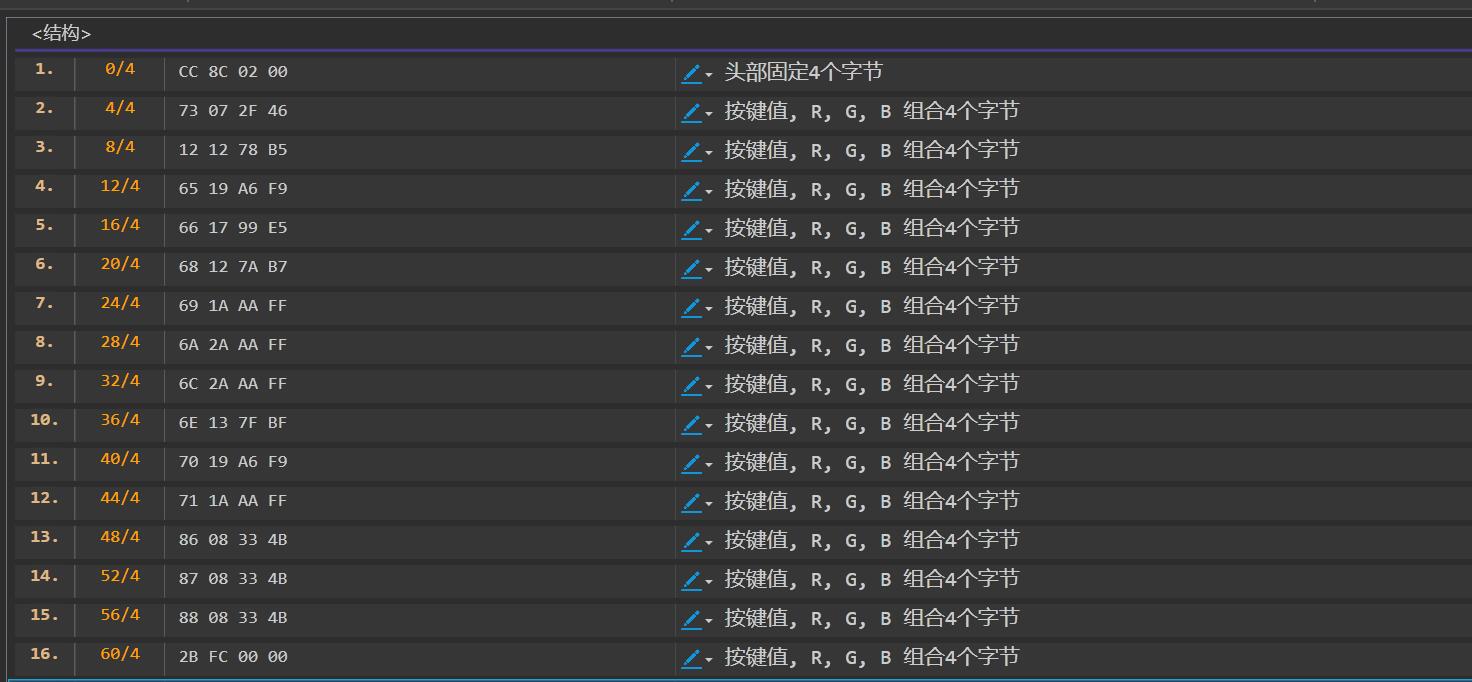 <结构>
1. 0/4 CC 8C 02 00 头部固定4个字节
2. 4/4 73 07 2F 46 按键值, R, G, B 组合4个字节
3. 8/4 12 12 78 B5 按键值, R, G, B 组合4个字节
4. 12/4 65 19 A6 F9 按键值, R, G, B 组合4个字节
5. 16/4 66 17 99 E5 按键值, R, G, B 组合4个字节
6. 20/4 68 12 7A B7 按键值, R, G, B 组合4个字节
7. 24/4 69 1A AA FF 按键值, R, G, B 组合4个字节
8. 28/4 6A 2A AA FF 按键值, R, G, B 组合4个字节
9. 32/4 6C 2A AA FF 按键值, R, G, B 组合4个字节
10. 36/4 6E 13 7F BF 按键值, R, G, B 组合4个字节
11. 40/4 70 19 A6 F9 按键值, R, G, B 组合4个字节
12. 44/4 71 1A AA FF 按键值, R, G, B 组合4个字节
13. 48/4 86 08 33 4B 按键值, R, G, B 组合4个字节
14. 52/4 87 08 33 4B 按键值, R, G, B 组合4个字节
15. 56/4 88 08 33 4B 按键值, R, G, B 组合4个字节
16. 60/4 2B FC 00 00 按键值, R, G, B 组合4个字节